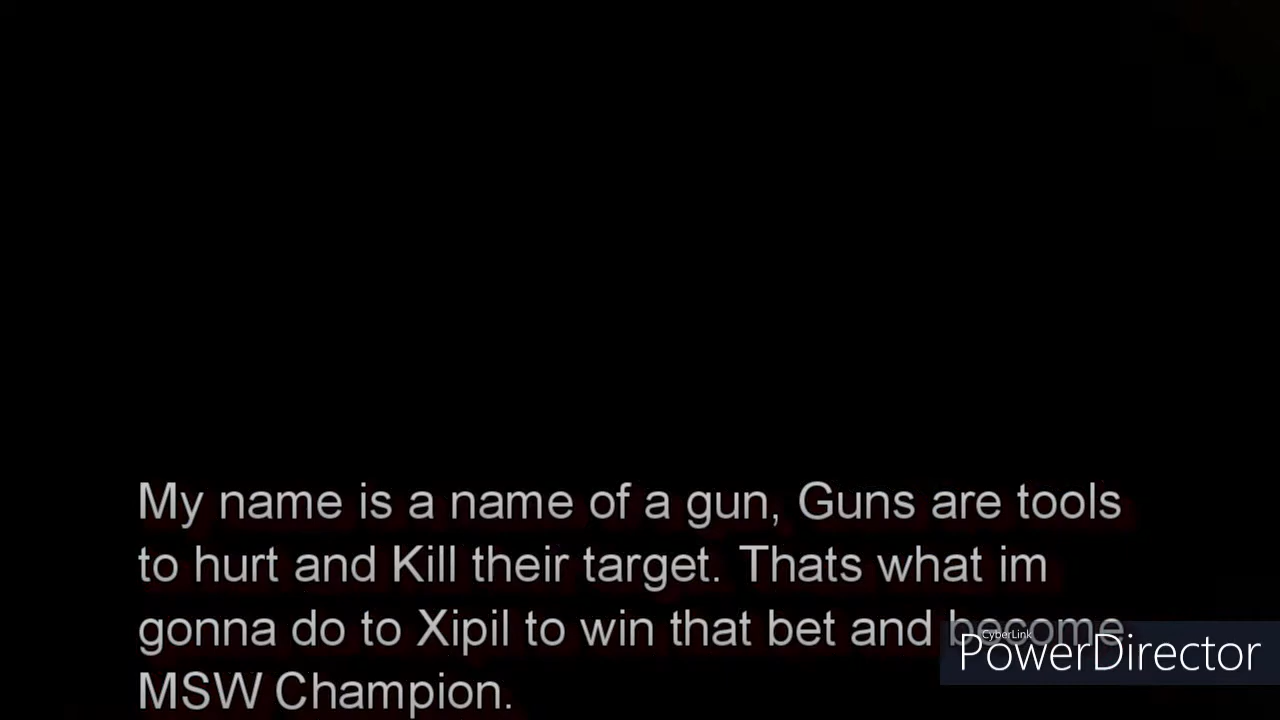 My name is a name of a gun, Guns are tools
to hurt and Kill their target. Thats what im
gonna do to Xipil to win that bet and become
MSW Champion.
CyberLink
PowerDirector